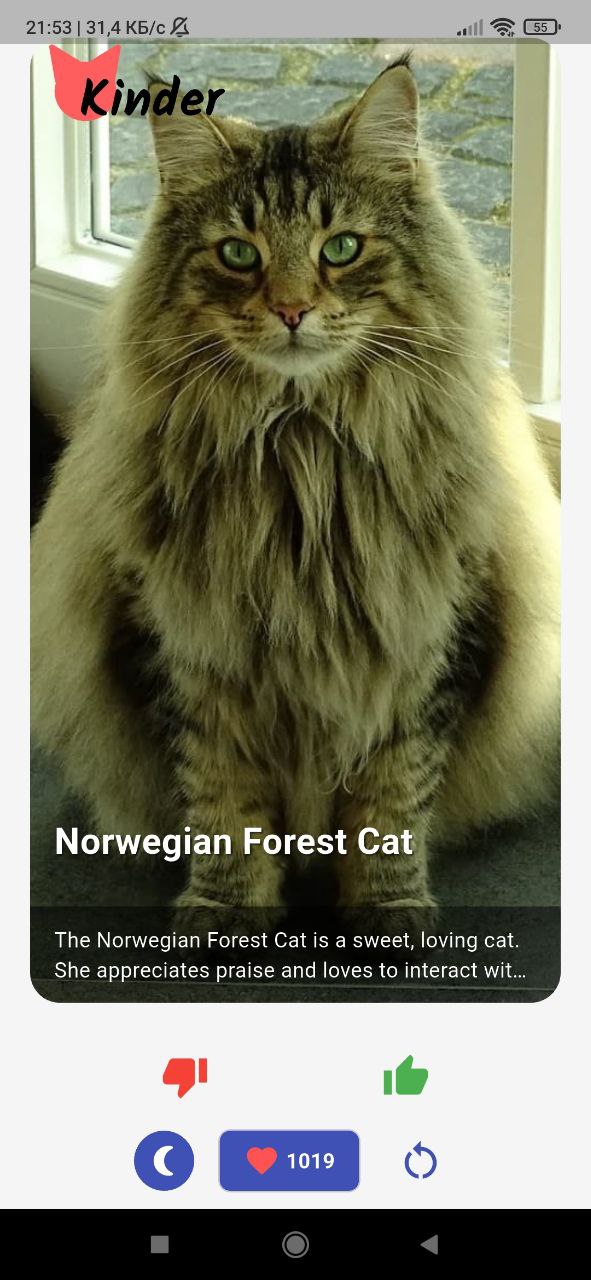 21:53 | 31,4 КБ/с
55
Kinder
Norwegian Forest Cat
The Norwegian Forest Cat is a sweet, loving cat.
She appreciates praise and loves to interact wit…
1019